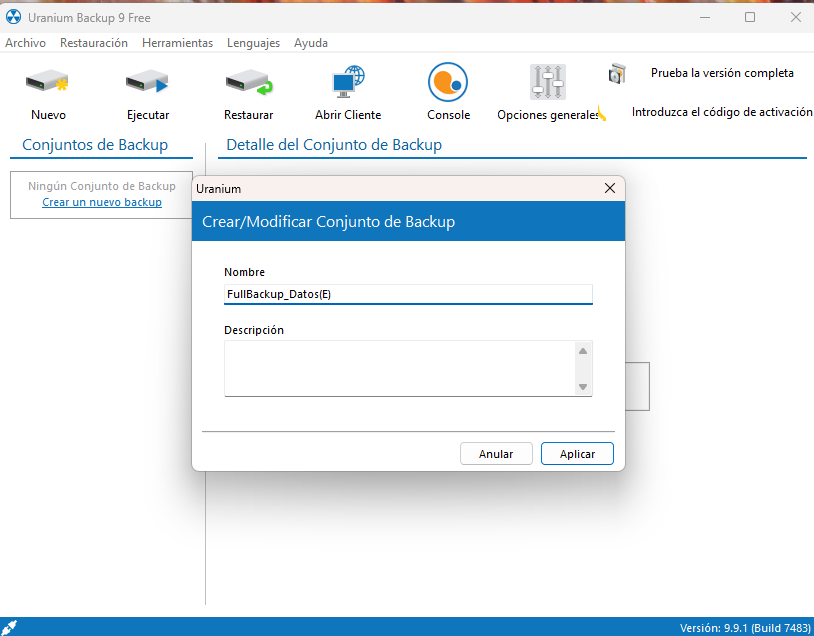 Uranium Backup 9 Free
Archivo Restauración Herramientas Lenguajes Ayuda
Nuevo Ejecutar Restaurar Abrir Cliente Console Opciones generales
Prueba la versión completa
Introduzca el código de activación
Conjuntos de Backup
Detalle del Conjunto de Backup
Ningún Conjunto de Backup
Crear un nuevo backup
Uranium
Crear/Modificar Conjunto de Backup
Nombre
FullBackup_Datos(E)
Descripción
Anular Aplicar
Versión: 9.9.1 (Build 7483)